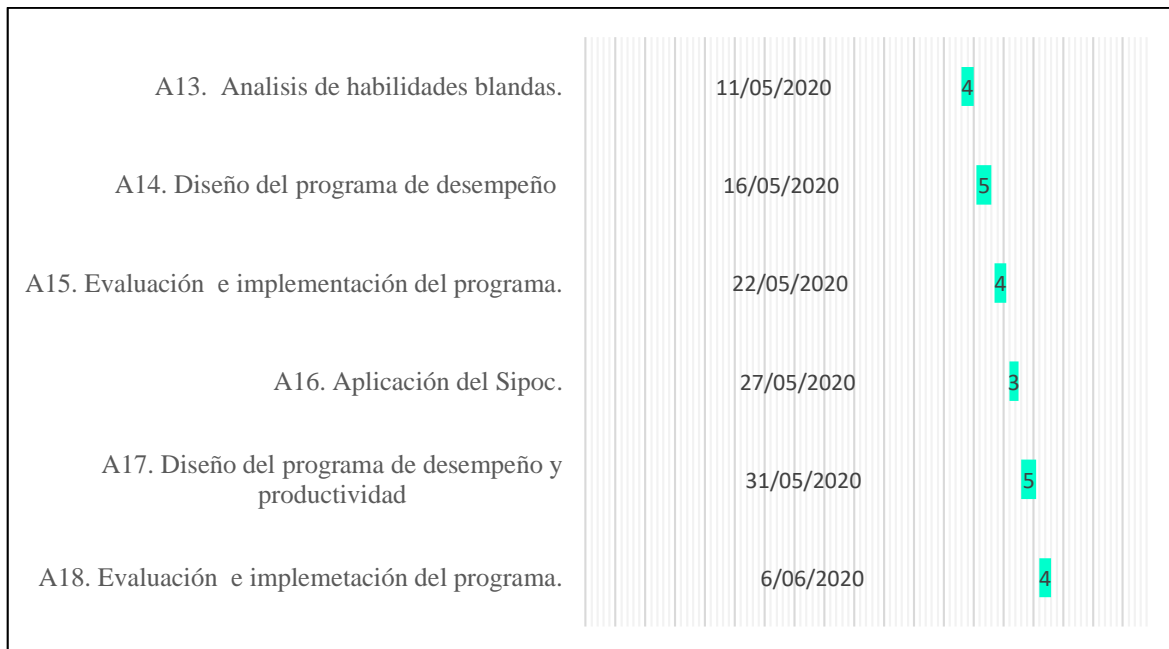 A13.  Analisis de habilidades blandas. 11/05/2020 4
A14. Diseño del programa de desempeño 16/05/2020 5
A15. Evaluación  e implementación del programa. 22/05/2020 4
A16. Aplicación del Sipoc. 27/05/2020 3
A17. Diseño del programa de desempeño y
productividad 31/05/2020 5
A18. Evaluación  e implemetación del programa. 6/06/2020 4